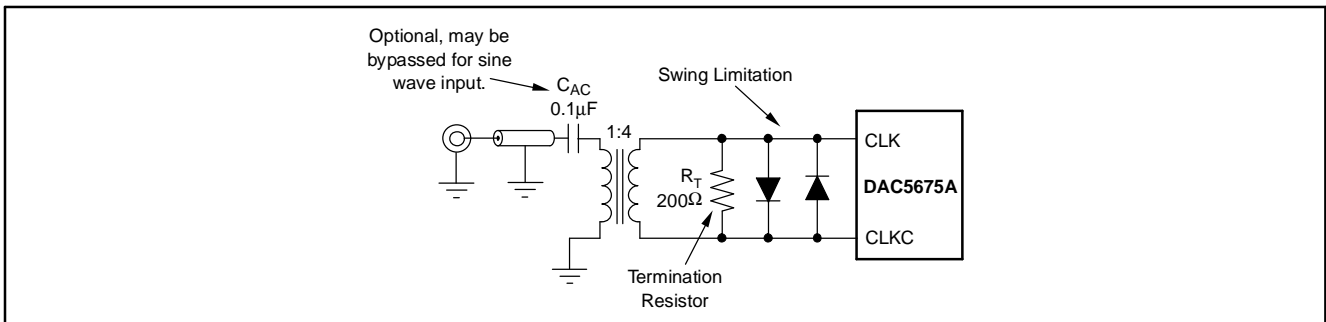 Optional, may be
bypassed for sine
wave input.
C_AC
0.1μF
1:4
Swing Limitation
R_T
200Ω
Termination
Resistor
CLK
DAC5675A
CLKC